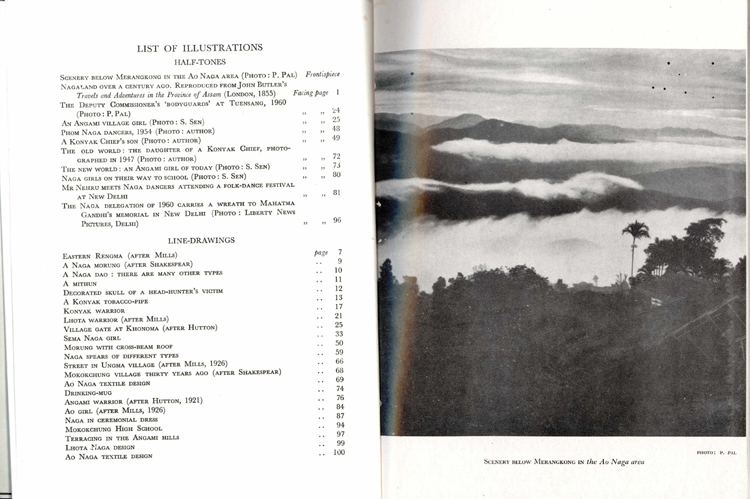 LIST OF ILLUSTRATIONS
HALF-TONES
Scenery below Merangkong in the Ao Naga area (Photo: P. Pal) Frontispiece
Nagaland over a century ago. Reproduced from John Butler's
Travels and Adventures in the Province of Assam (London, 1855) Facing page 1
The Deputy Commissioner's 'bodyguards' at Tuensang, 1960
(Photo: P. Pal) " " 24
An Angami village girl (Photo: S. Sen) " " 25
Phom Naga dancers, 1954 (Photo: author) " " 48
A Konyak Chief's son (Photo: author) " " 49
The old world: the daughter of a Konyak Chief, photo-
graphed in 1947 (Photo: author) " " 72
The new world: an Angami girl of today (Photo: S. Sen) " " 73
Naga girls on their way to school (Photo: S. Sen) " " 80
Mr Nehru meets Naga dancers attending a folk-dance festival
at New Delhi " " 81
The Naga delegation of 1960 carries a wreath to Mahatma
Gandhi's memorial in New Delhi (Photo: Liberty News
Pictures, Delhi) " " 96
LINE-DRAWINGS
Eastern Rengma (after Mills) page 7
A Naga morung (after Shakespear) .. 9
A Naga dao: there are many other types .. 10
A mithun .. 11
Decorated skull of a head-hunter's victim .. 12
A Konyak tobacco-pipe .. 13
Konyak warrior .. 17
Lhota warrior (after Mills) .. 21
Village gate at Khonoma (after Hutton) .. 25
Sema Naga girl .. 33
Morung with cross-beam roof .. 50
Naga spears of different types .. 59
Street in Ungma village (after Mills, 1926) .. 66
Mokokchung village thirty years ago (after Shakespear) .. 68
Ao Naga textile design .. 69
Drinking-mug .. 74
Angami warrior (after Hutton, 1921) .. 76
Ao girl (after Mills, 1926) .. 84
Naga in ceremonial dress .. 87
Mokokchung High School .. 94
Terracing in the Angami hills .. 97
Lhota Naga design .. 99
Ao Naga textile design .. 100
PHOTO: P. PAL
Scenery below Merangkong in the Ao Naga area